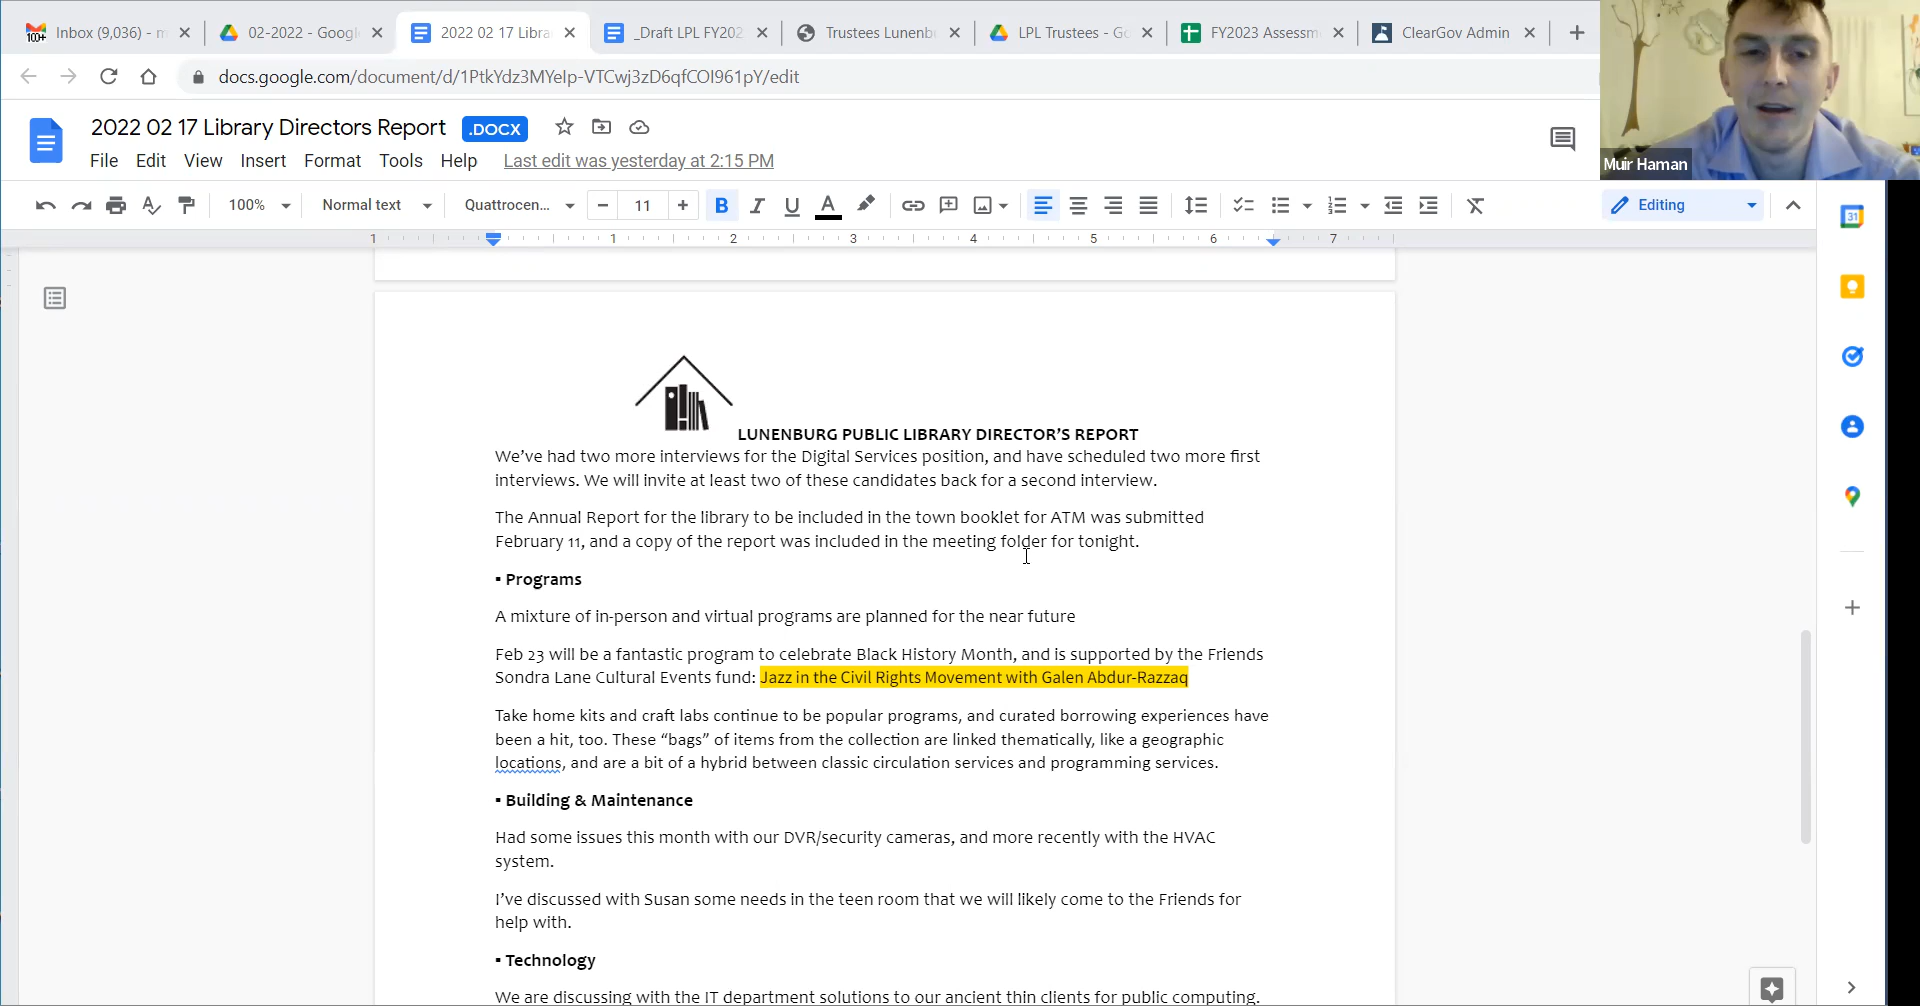 Inbox (9,036) - m
02-2022 - Googl
2022 02 17 Libra
_Draft LPL FY202
Trustees Lunenb
LPL Trustees - Go
FY2023 Assessm
ClearGov Admin
docs.google.com/document/d/1PtkYdz3MYelp-VTCwj3zD6qfCOI961pY/edit
2022 02 17 Library Directors Report
.DOCX
File Edit View Insert Format Tools Help Last edit was yesterday at 2:15 PM
Muir Haman
100% Normal text Quattrocen... 11 B I U A Editing
1 1 2 3 4 5 6 7
31
LUNENBURG PUBLIC LIBRARY DIRECTOR'S REPORT
We've had two more interviews for the Digital Services position, and have scheduled two more first
interviews. We will invite at least two of these candidates back for a second interview.
The Annual Report for the library to be included in the town booklet for ATM was submitted
February 11, and a copy of the report was included in the meeting folder for tonight.
▪ Programs
A mixture of in-person and virtual programs are planned for the near future
Feb 23 will be a fantastic program to celebrate Black History Month, and is supported by the Friends
Sondra Lane Cultural Events fund: Jazz in the Civil Rights Movement with Galen Abdur-Razzaq
Take home kits and craft labs continue to be popular programs, and curated borrowing experiences have
been a hit, too. These “bags” of items from the collection are linked thematically, like a geographic
locations, and are a bit of a hybrid between classic circulation services and programming services.
▪ Building & Maintenance
Had some issues this month with our DVR/security cameras, and more recently with the HVAC
system.
I've discussed with Susan some needs in the teen room that we will likely come to the Friends for
help with.
▪ Technology
We are discussing with the IT department solutions to our ancient thin clients for public computing.